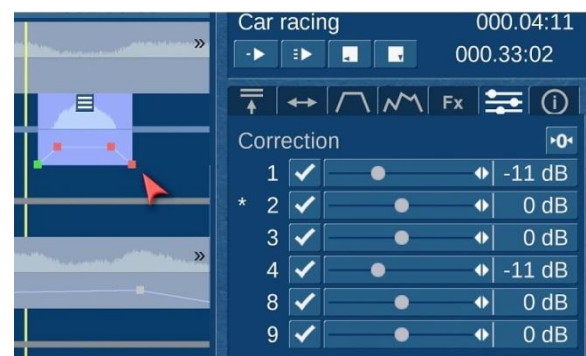 Car racing 000.04:11
000.33:02
»
Fx
Correction 0
1 -11 dB
* 2 0 dB
3 0 dB
4 -11 dB
»
8 0 dB
9 0 dB